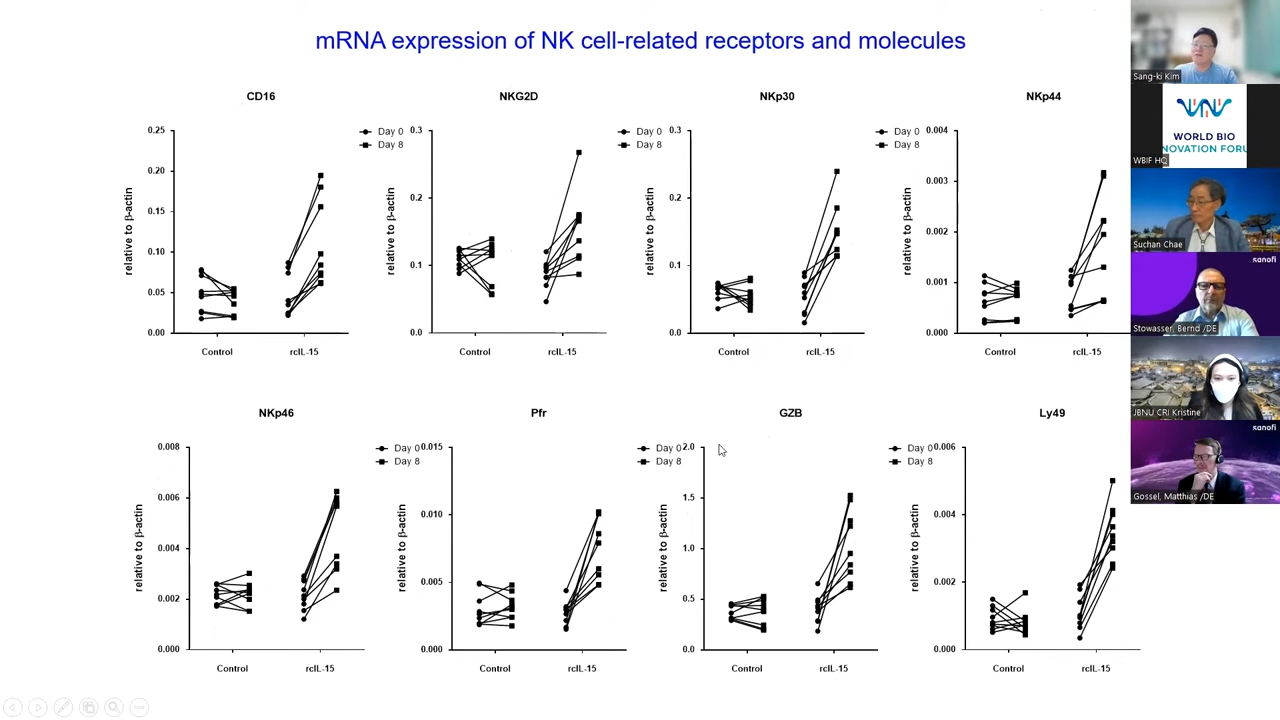 mRNA expression of NK cell-related receptors and molecules
CD16
0.25
0.20
0.15
0.10
0.05
0.00
relative to β-actin
Day 0
Day 8
Control
rcIL-15
NKG2D
0.3
0.2
0.1
0.0
relative to β-actin
Day 0
Day 8
Control
rcIL-15
NKp30
0.3
0.2
0.1
0.0
relative to β-actin
Day 0
Day 8
Control
rcIL-15
NKp44
0.004
0.003
0.002
0.001
0.000
relative to β-actin
Control
rcIL-15
NKp46
0.008
0.006
0.004
0.002
0.000
relative to β-actin
Day 0
Day 8
Control
rcIL-15
Pfr
0.015
0.010
0.005
0.000
relative to β-actin
Day 0
Day 8
Control
rcIL-15
GZB
2.0
1.5
1.0
0.5
0.0
relative to β-actin
Day 0
Day 8
Control
rcIL-15
Ly49
0.006
0.004
0.002
0.000
relative to β-actin
Control
rcIL-15
Sang-ki Kim
WORLD BIO
NOVATION FORU
WBIF HQ
Suchan Chae
sanofi
Stowasser, Bernd /DE
JBNU CRI Kristine
sanofi
Gossel, Matthias /DE